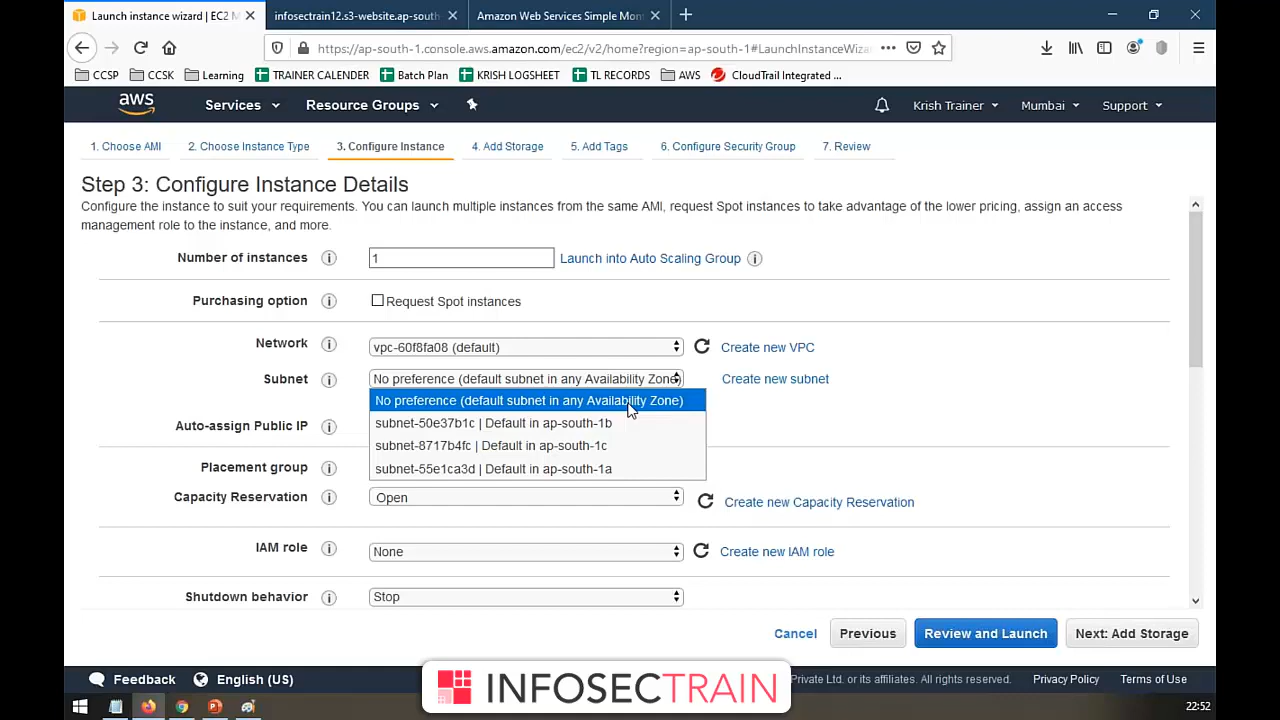 Launch instance wizard | EC2 M
infosectrain12.s3-website.ap-south
Amazon Web Services Simple Mon
https://ap-south-1.console.aws.amazon.com/ec2/v2/home?region=ap-south-1#LaunchInstanceWiza
CCSP CCSK Learning TRAINER CALENDER Batch Plan KRISH LOGSHEET TL RECORDS AWS CloudTrail Integrated ...
aws Services Resource Groups Krish Trainer Mumbai Support
1. Choose AMI 2. Choose Instance Type 3. Configure Instance 4. Add Storage 5. Add Tags 6. Configure Security Group 7. Review
Step 3: Configure Instance Details
Configure the instance to suit your requirements. You can launch multiple instances from the same AMI, request Spot instances to take advantage of the lower pricing, assign an access
management role to the instance, and more.
Number of instances 1 Launch into Auto Scaling Group
Purchasing option Request Spot instances
Network vpc-60f8fa08 (default) Create new VPC
Subnet No preference (default subnet in any Availability Zone) Create new subnet
No preference (default subnet in any Availability Zone)
subnet-50e37b1c | Default in ap-south-1b
Auto-assign Public IP
subnet-8717b4fc | Default in ap-south-1c
Placement group subnet-55e1ca3d | Default in ap-south-1a
Capacity Reservation Open Create new Capacity Reservation
IAM role None Create new IAM role
Shutdown behavior Stop
Cancel Previous Review and Launch Next: Add Storage
Feedback English (US) Private Ltd. or its affiliates. All rights reserved. Privacy Policy Terms of Use
INFOSECTRAIN
22:52